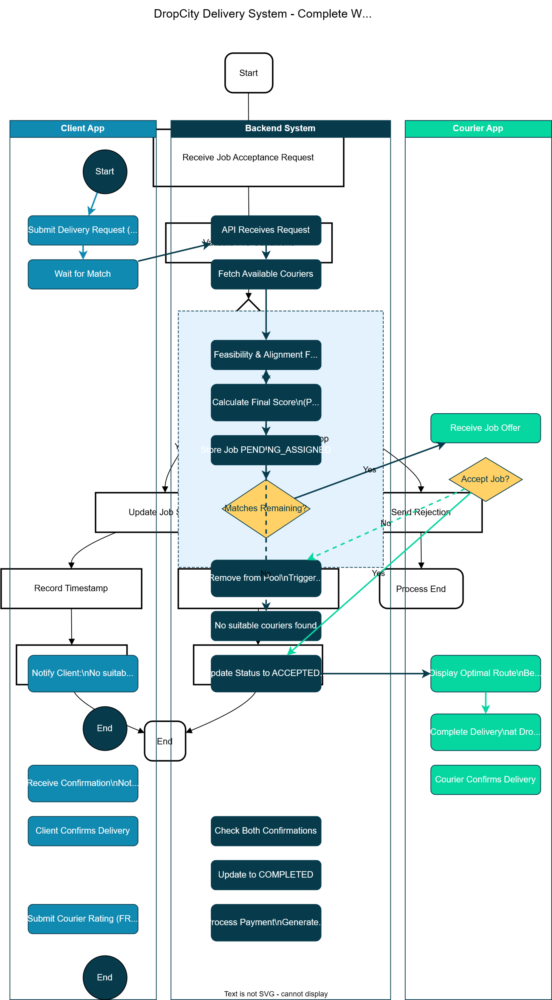 DropCity Delivery System - Complete W...
Start
Client App
Backend System
Courier App
Receive Job Acceptance Request
Start
Submit Delivery Request (...
API Receives Request
Wait for Match
Fetch Available Couriers
Feasibility & Alignment F...
Calculate Final Score\n(P...
Receive Job Offer
op
Store Job PENDING_ASSIGNED
Yes
Accept Job?
Matches Remaining?
Update Job S
Send Rejection
No
Yes
No
Remove from Pool\nTrigger...
Record Timestamp
Process End
No suitable couriers found
Notify Client:\nNo suitab...
pdate Status to ACCEPTED...
Display Optimal Route\nBe...
End
Complete Delivery\nat Dro...
End
Receive Confirmation\nNot...
Courier Confirms Delivery
Client Confirms Delivery
Check Both Confirmations
Update to COMPLETED
Submit Courier Rating (FR...
Process Payment\nGenerate...
End
Text is not SVG - cannot display